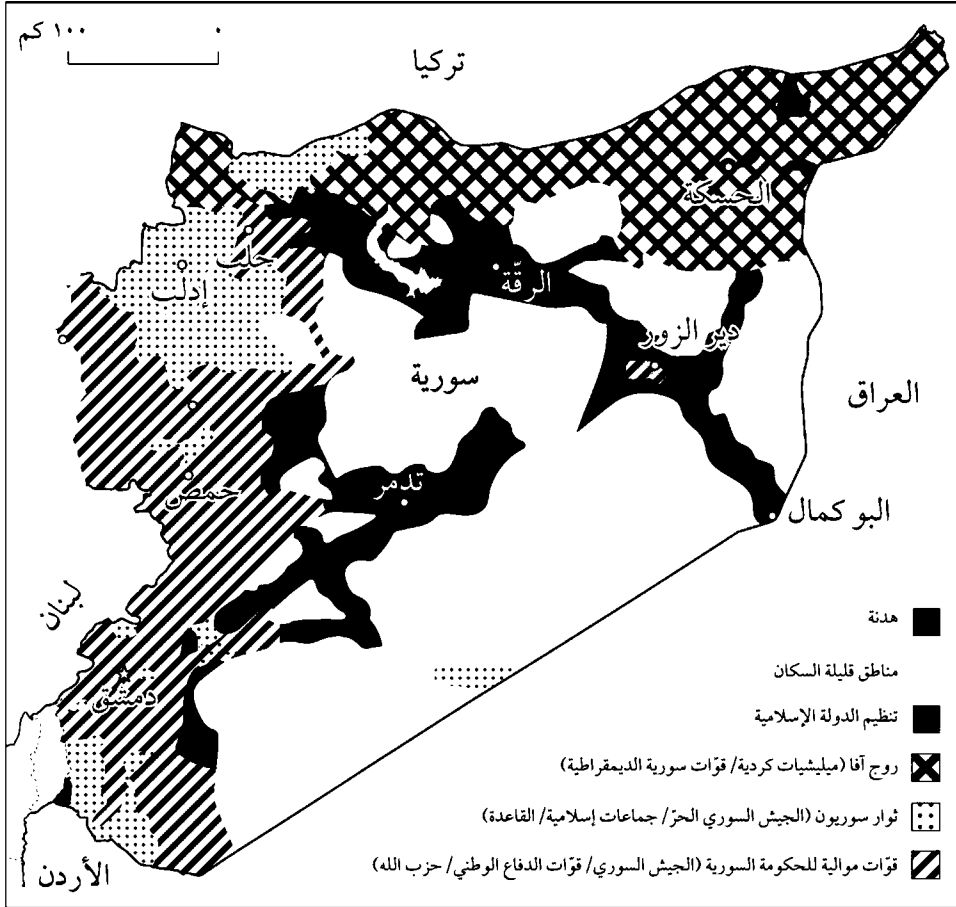 ١٠٠ كم
٠
تركيا
الحسكة
حلب
إدلب
الرقّة
دير الزور
سورية
العراق
تدمر
حمص
البو كمال
لبنان
دمشق
الأردن
هدنة
مناطق قليلة السكان
تنظيم الدولة الإسلامية
روج آفا (ميليشيات كردية/ قوّات سورية الديمقراطية)
ثوار سوريون (الجيش السوري الحرّ/ جماعات إسلامية/ القاعدة)
قوّات موالية للحكومة السورية (الجيش السوري/ قوّات الدفاع الوطني/ حزب الله)